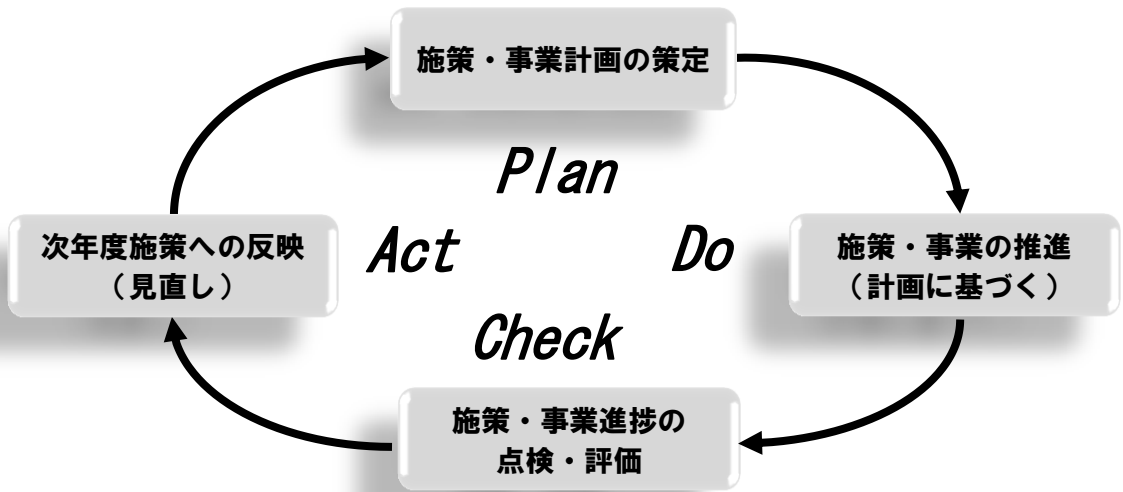 施策・事業計画の策定
Plan
次年度施策への反映
（見直し）
Act
Do
施策・事業の推進
（計画に基づく）
Check
施策・事業進捗の
点検・評価